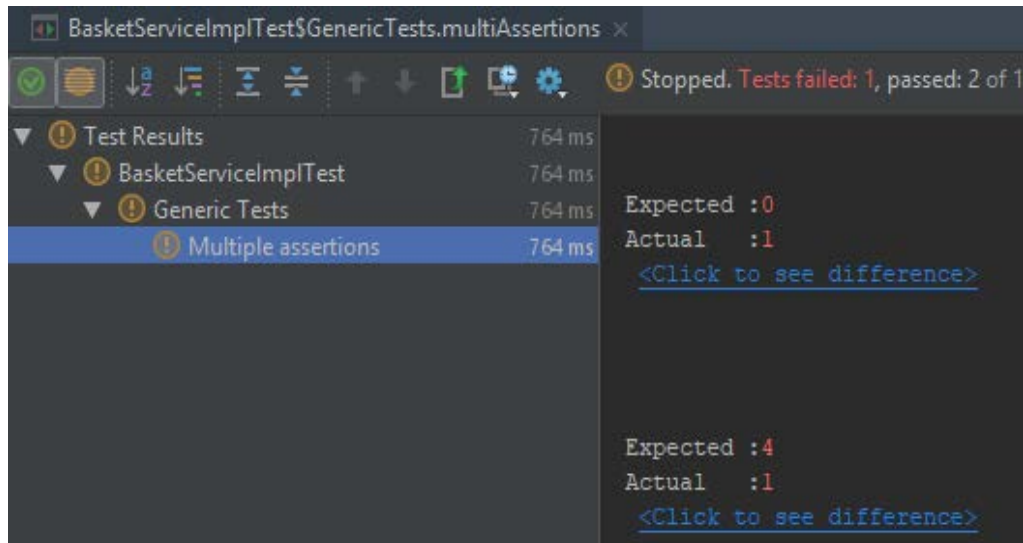 BasketServiceImplTest$GenericTests.multiAssertions
Stopped. Tests failed: 1, passed: 2 of 1
Test Results 764 ms
BasketServiceImplTest 764 ms
Generic Tests 764 ms
Multiple assertions 764 ms
Expected :0
Actual :1
<Click to see difference>
Expected :4
Actual :1
<Click to see difference>